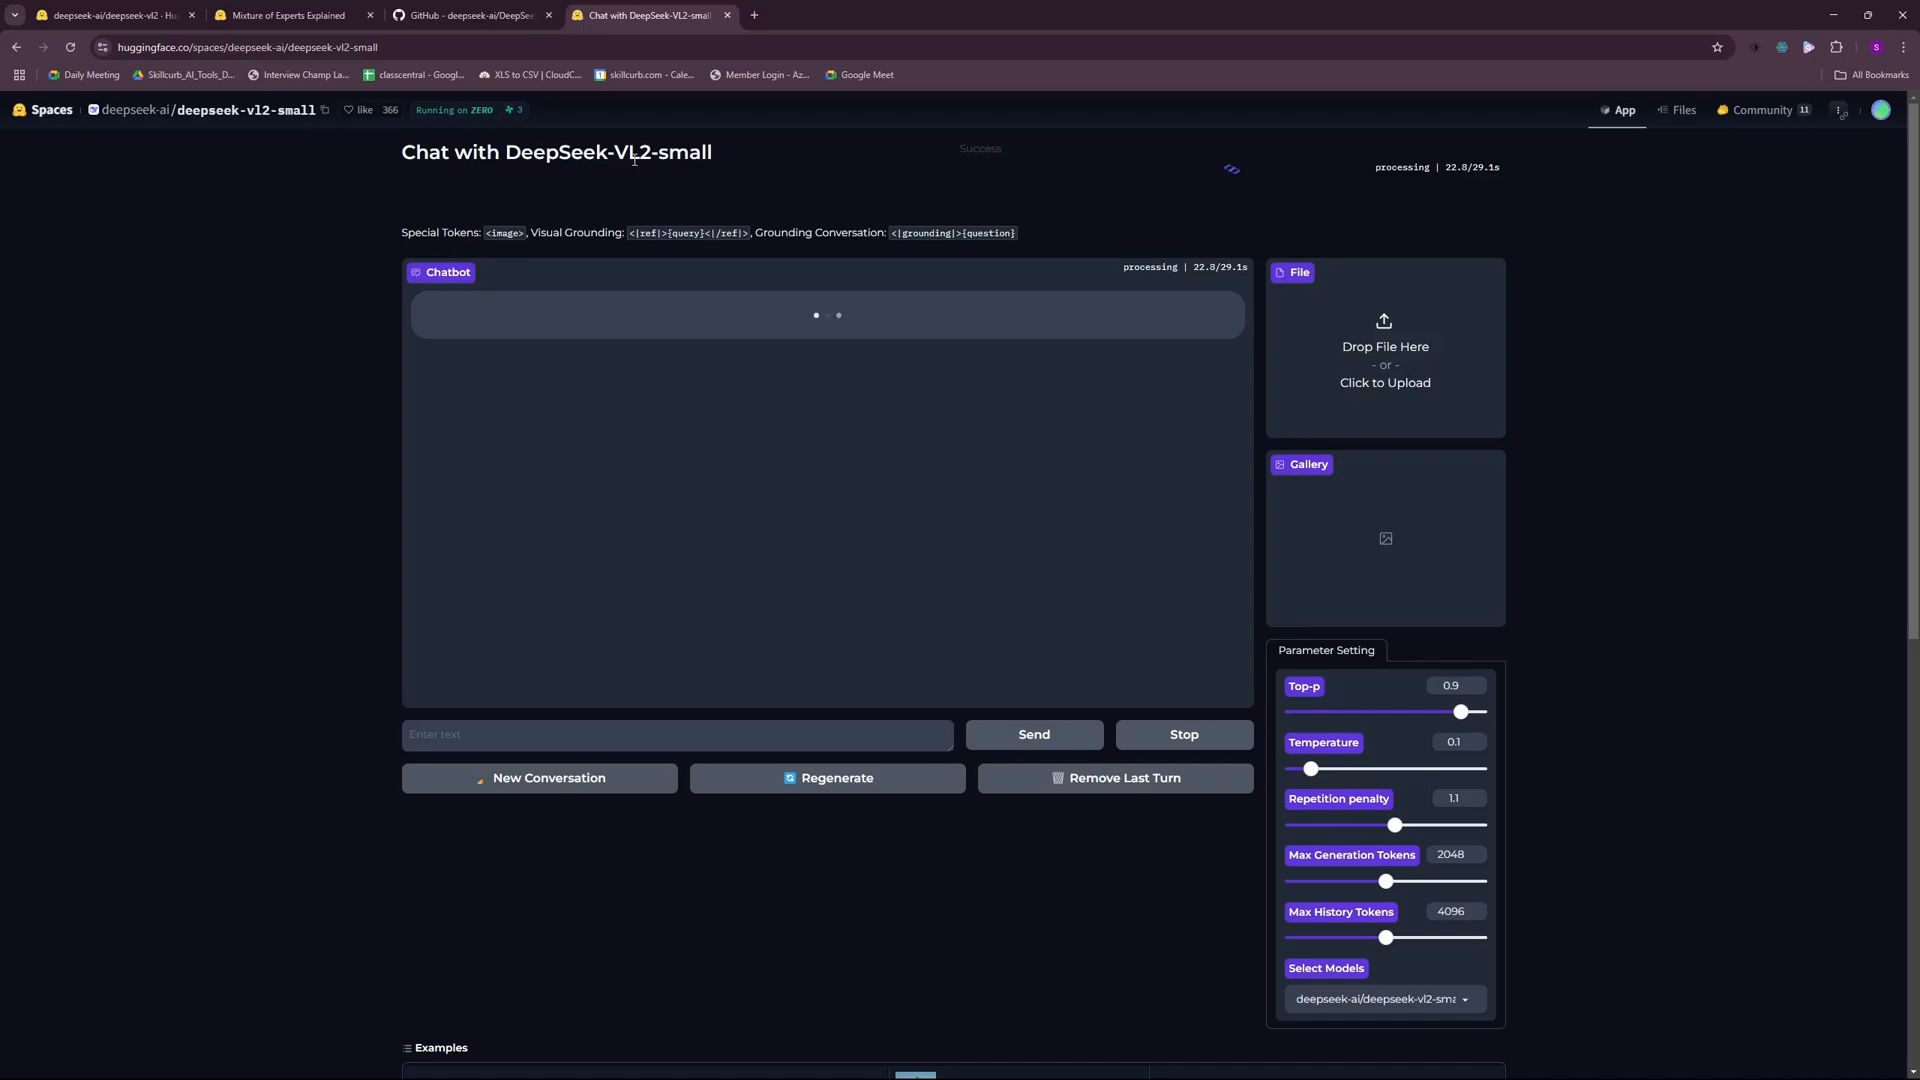 deepseek-ai/deepseek-vl2 · Hu
Mixture of Experts Explained
GitHub - deepseek-ai/DeepSee
Chat with DeepSeek-VL2-small
huggingface.co/spaces/deepseek-ai/deepseek-vl2-small
S
Daily Meeting
Skillcurb_AI_Tools_D...
Interview Champ La...
classcentral - Googl...
XLS to CSV | CloudC...
skillcurb.com - Cale...
Member Login - Az...
Google Meet
All Bookmarks
Spaces
deepseek-ai/deepseek-vl2-small
like 366
Running on ZERO
3
App
Files
Community 11
Chat with DeepSeek-VL2-small
Success
processing | 22.8/29.1s
Special Tokens: <image>, Visual Grounding: <|ref|>{query}<|/ref|>, Grounding Conversation: <|grounding|>{question}
Chatbot
processing | 22.8/29.1s
File
Drop File Here
- or -
Click to Upload
Gallery
Parameter Setting
Top-p 0.9
Temperature 0.1
Repetition penalty 1.1
Max Generation Tokens 2048
Max History Tokens 4096
Select Models
deepseek-ai/deepseek-vl2-sma
Enter text
Send
Stop
New Conversation
Regenerate
Remove Last Turn
Examples